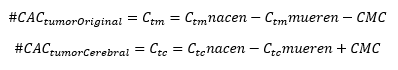 #CAC_tumorOriginal = C_tm = C_tm nacen − C_tm mueren − CMC
#CAC_tumorCerebral = C_tc = C_tc nacen − C_tc mueren + CMC